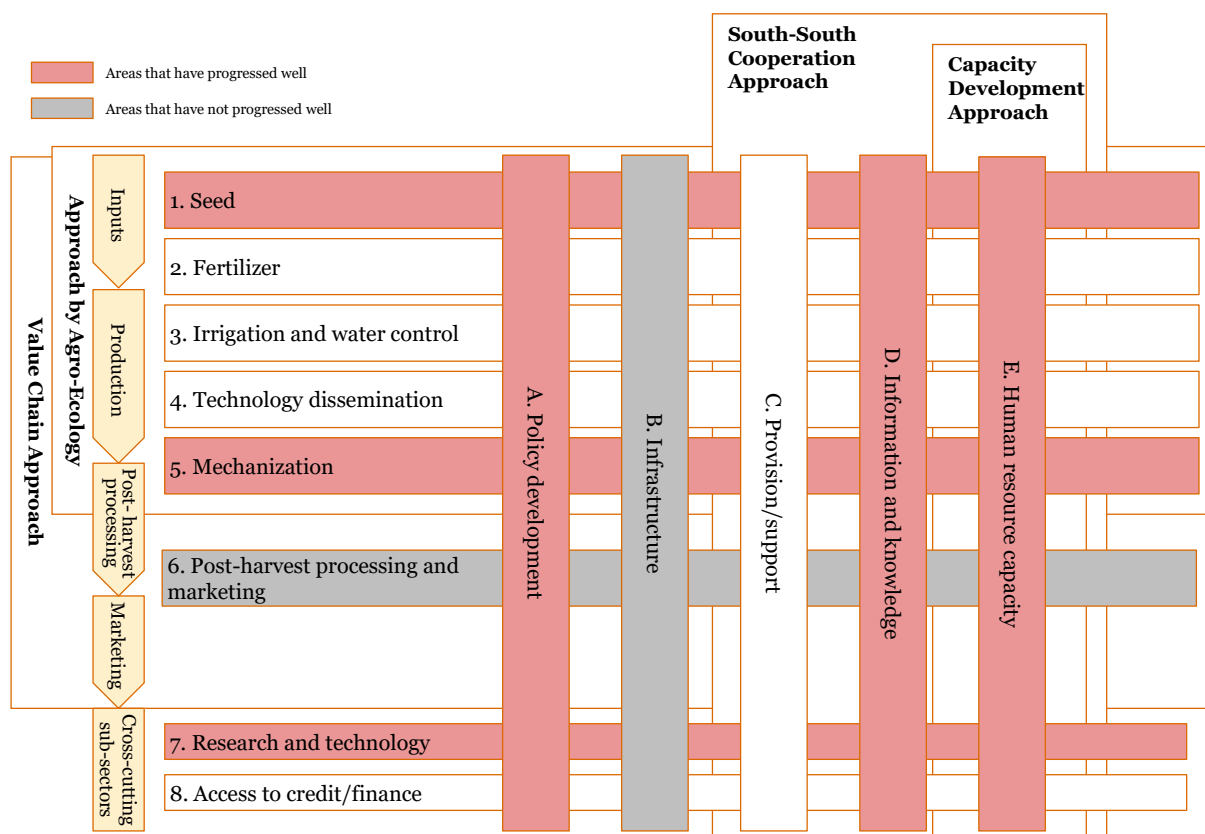 South-South
Cooperation
Approach
Capacity
Development
Approach
Areas that have progressed well
Areas that have not progressed well
Value Chain Approach
Approach by Agro-Ecology
Inputs
Production
Post- harvest
processing
Marketing
Cross-cutting
sub-sectors
1. Seed
2. Fertilizer
3. Irrigation and water control
4. Technology dissemination
5. Mechanization
6. Post-harvest processing and
marketing
7. Research and technology
8. Access to credit/finance
A. Policy development
B. Infrastructure
C. Provision/support
D. Information and knowledge
E. Human resource capacity